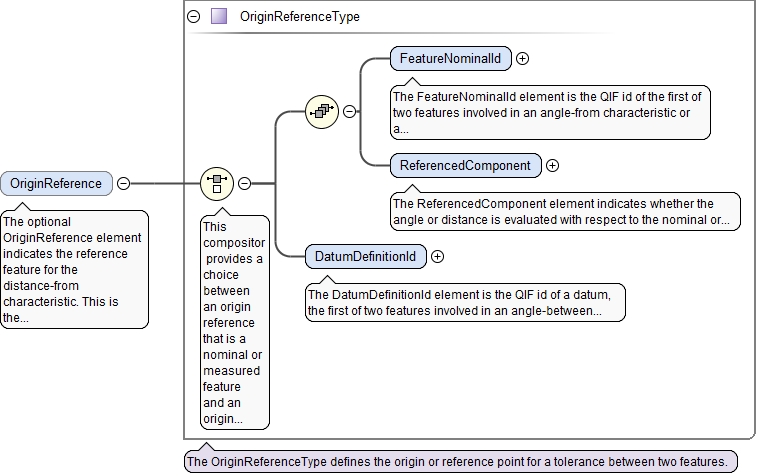 OriginReferenceType
FeatureNominalId
The FeatureNominalId element is the QIF id of the first of
two features involved in an angle-from characteristic or
a...
ReferencedComponent
The ReferencedComponent element indicates whether the
angle or distance is evaluated with respect to the nominal or...
OriginReference
The optional
OriginReference element
indicates the reference
feature for the
distance-from
characteristic. This is
the...
This
compositor
provides a
choice
between
an origin
reference
that is a
nominal or
measured
feature
and an
origin...
DatumDefinitionId
The DatumDefinitionId element is the QIF id of a datum,
the first of two features involved in an angle-between...
The OriginReferenceType defines the origin or reference point for a tolerance between two features.